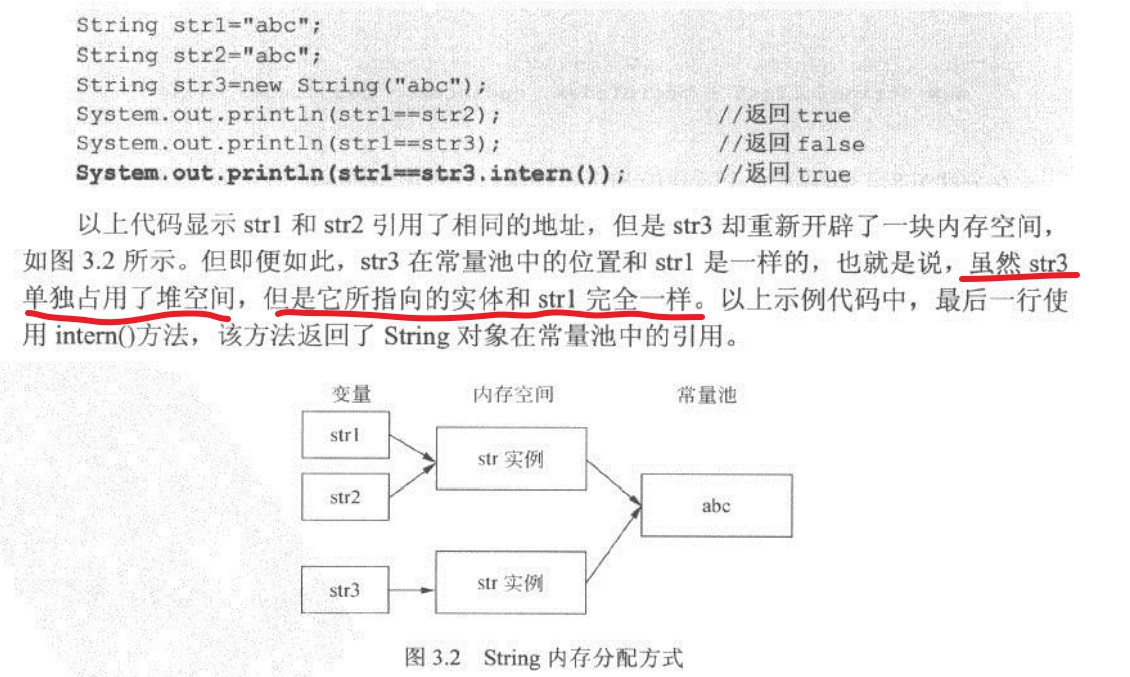 String str1="abc";
String str2="abc";
String str3=new String("abc");
System.out.println(str1==str2); //返回 true
System.out.println(str1==str3); //返回 false
System.out.println(str1==str3.intern()); //返回 true
以上代码显示 str1 和 str2 引用了相同的地址，但是 str3 却重新开辟了一块内存空间，
如图 3.2 所示。但即便如此，str3 在常量池中的位置和 str1 是一样的，也就是说，虽然 str3
单独占用了堆空间，但是它所指向的实体和 str1 完全一样。以上示例代码中，最后一行使
用 intern()方法，该方法返回了 String 对象在常量池中的引用。
变量 内存空间 常量池
str1
str 实例
str2
abc
str3
str 实例
图 3.2 String 内存分配方式